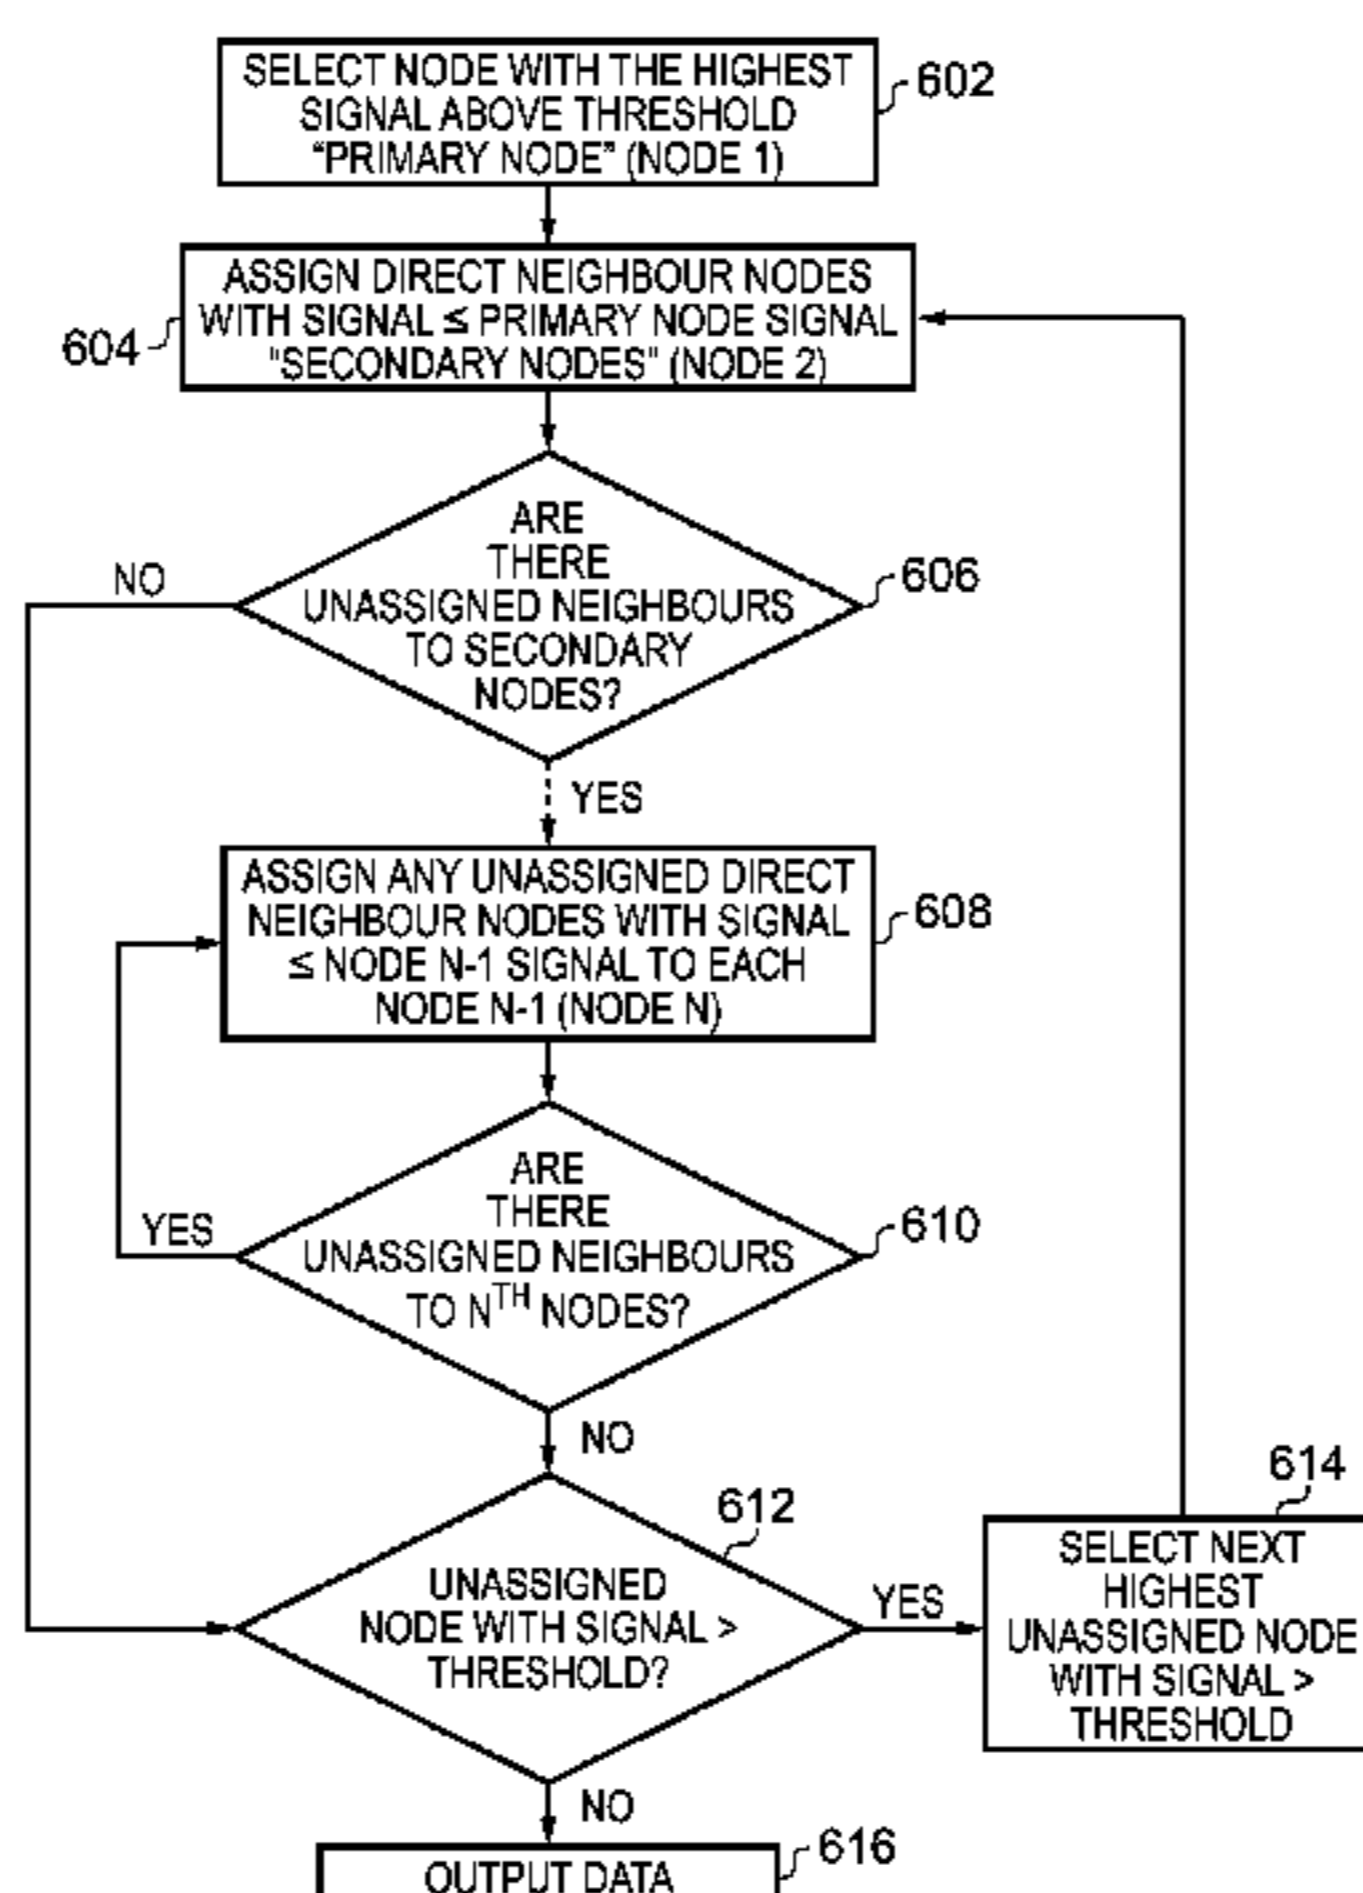 SELECT NODE WITH THE HIGHEST
SIGNAL ABOVE THRESHOLD
“PRIMARY NODE” (NODE 1)
602
ASSIGN DIRECT NEIGHBOUR NODES
WITH SIGNAL ≤ PRIMARY NODE SIGNAL
"SECONDARY NODES" (NODE 2)
604
ARE
THERE
UNASSIGNED NEIGHBOURS
TO SECONDARY
NODES?
606
NO
YES
ASSIGN ANY UNASSIGNED DIRECT
NEIGHBOUR NODES WITH SIGNAL
≤ NODE N-1 SIGNAL TO EACH
NODE N-1 (NODE N)
608
ARE
THERE
UNASSIGNED NEIGHBOURS
TO N^TH NODES?
610
YES
NO
UNASSIGNED
NODE WITH SIGNAL >
THRESHOLD?
612
YES
614
SELECT NEXT
HIGHEST
UNASSIGNED NODE
WITH SIGNAL >
THRESHOLD
NO
OUTPUT DATA
616